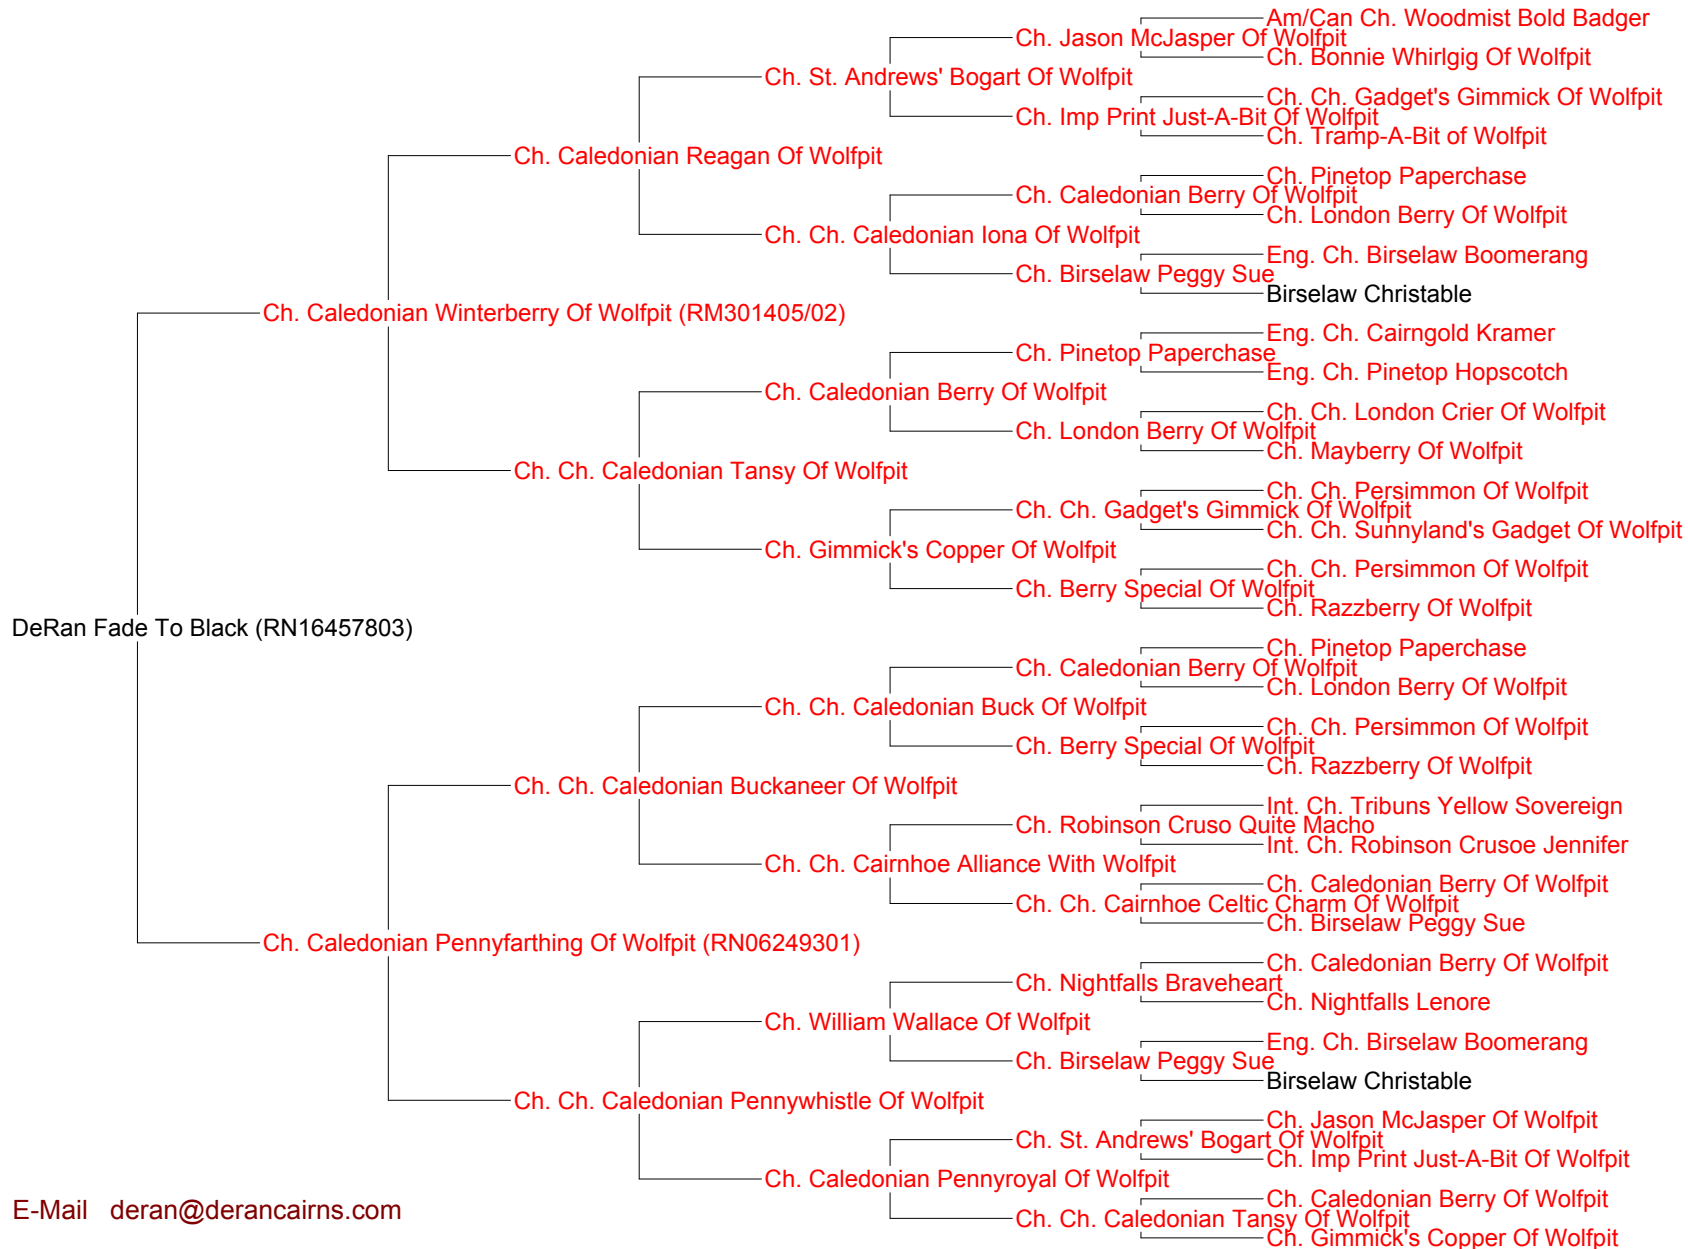 Am/Can Ch. Woodmist Bold Badger
Ch. Jason McJasper Of Wolfpit
Ch. Bonnie Whirlgig Of Wolfpit
Ch. St. Andrews' Bogart Of Wolfpit
Ch. Ch. Gadget's Gimmick Of Wolfpit
Ch. Imp Print Just-A-Bit Of Wolfpit
Ch. Tramp-A-Bit of Wolfpit
Ch. Caledonian Reagan Of Wolfpit
Ch. Pinetop Paperchase
Ch. Caledonian Berry Of Wolfpit
Ch. London Berry Of Wolfpit
Ch. Ch. Caledonian Iona Of Wolfpit
Eng. Ch. Birselaw Boomerang
Ch. Birselaw Peggy Sue
Birselaw Christable
Ch. Caledonian Winterberry Of Wolfpit (RM301405/02)
Eng. Ch. Cairngold Kramer
Ch. Pinetop Paperchase
Eng. Ch. Pinetop Hopscotch
Ch. Caledonian Berry Of Wolfpit
Ch. Ch. London Crier Of Wolfpit
Ch. London Berry Of Wolfpit
Ch. Mayberry Of Wolfpit
Ch. Ch. Caledonian Tansy Of Wolfpit
Ch. Ch. Persimmon Of Wolfpit
Ch. Ch. Gadget's Gimmick Of Wolfpit
Ch. Ch. Sunnyland's Gadget Of Wolfpit
Ch. Gimmick's Copper Of Wolfpit
Ch. Ch. Persimmon Of Wolfpit
Ch. Berry Special Of Wolfpit
Ch. Razzberry Of Wolfpit
DeRan Fade To Black (RN16457803)
Ch. Pinetop Paperchase
Ch. Caledonian Berry Of Wolfpit
Ch. London Berry Of Wolfpit
Ch. Ch. Caledonian Buck Of Wolfpit
Ch. Ch. Persimmon Of Wolfpit
Ch. Berry Special Of Wolfpit
Ch. Razzberry Of Wolfpit
Ch. Ch. Caledonian Buckaneer Of Wolfpit
Int. Ch. Tribuns Yellow Sovereign
Ch. Robinson Cruso Quite Macho
Int. Ch. Robinson Crusoe Jennifer
Ch. Ch. Cairnhoe Alliance With Wolfpit
Ch. Caledonian Berry Of Wolfpit
Ch. Ch. Cairnhoe Celtic Charm Of Wolfpit
Ch. Birselaw Peggy Sue
Ch. Caledonian Pennyfarthing Of Wolfpit (RN06249301)
Ch. Caledonian Berry Of Wolfpit
Ch. Nightfalls Braveheart
Ch. Nightfalls Lenore
Ch. William Wallace Of Wolfpit
Eng. Ch. Birselaw Boomerang
Ch. Birselaw Peggy Sue
Birselaw Christable
Ch. Ch. Caledonian Pennywhistle Of Wolfpit
Ch. Jason McJasper Of Wolfpit
Ch. St. Andrews' Bogart Of Wolfpit
Ch. Imp Print Just-A-Bit Of Wolfpit
Ch. Caledonian Pennyroyal Of Wolfpit
Ch. Caledonian Berry Of Wolfpit
Ch. Ch. Caledonian Tansy Of Wolfpit
Ch. Gimmick's Copper Of Wolfpit
E-Mail deran@derancairns.com